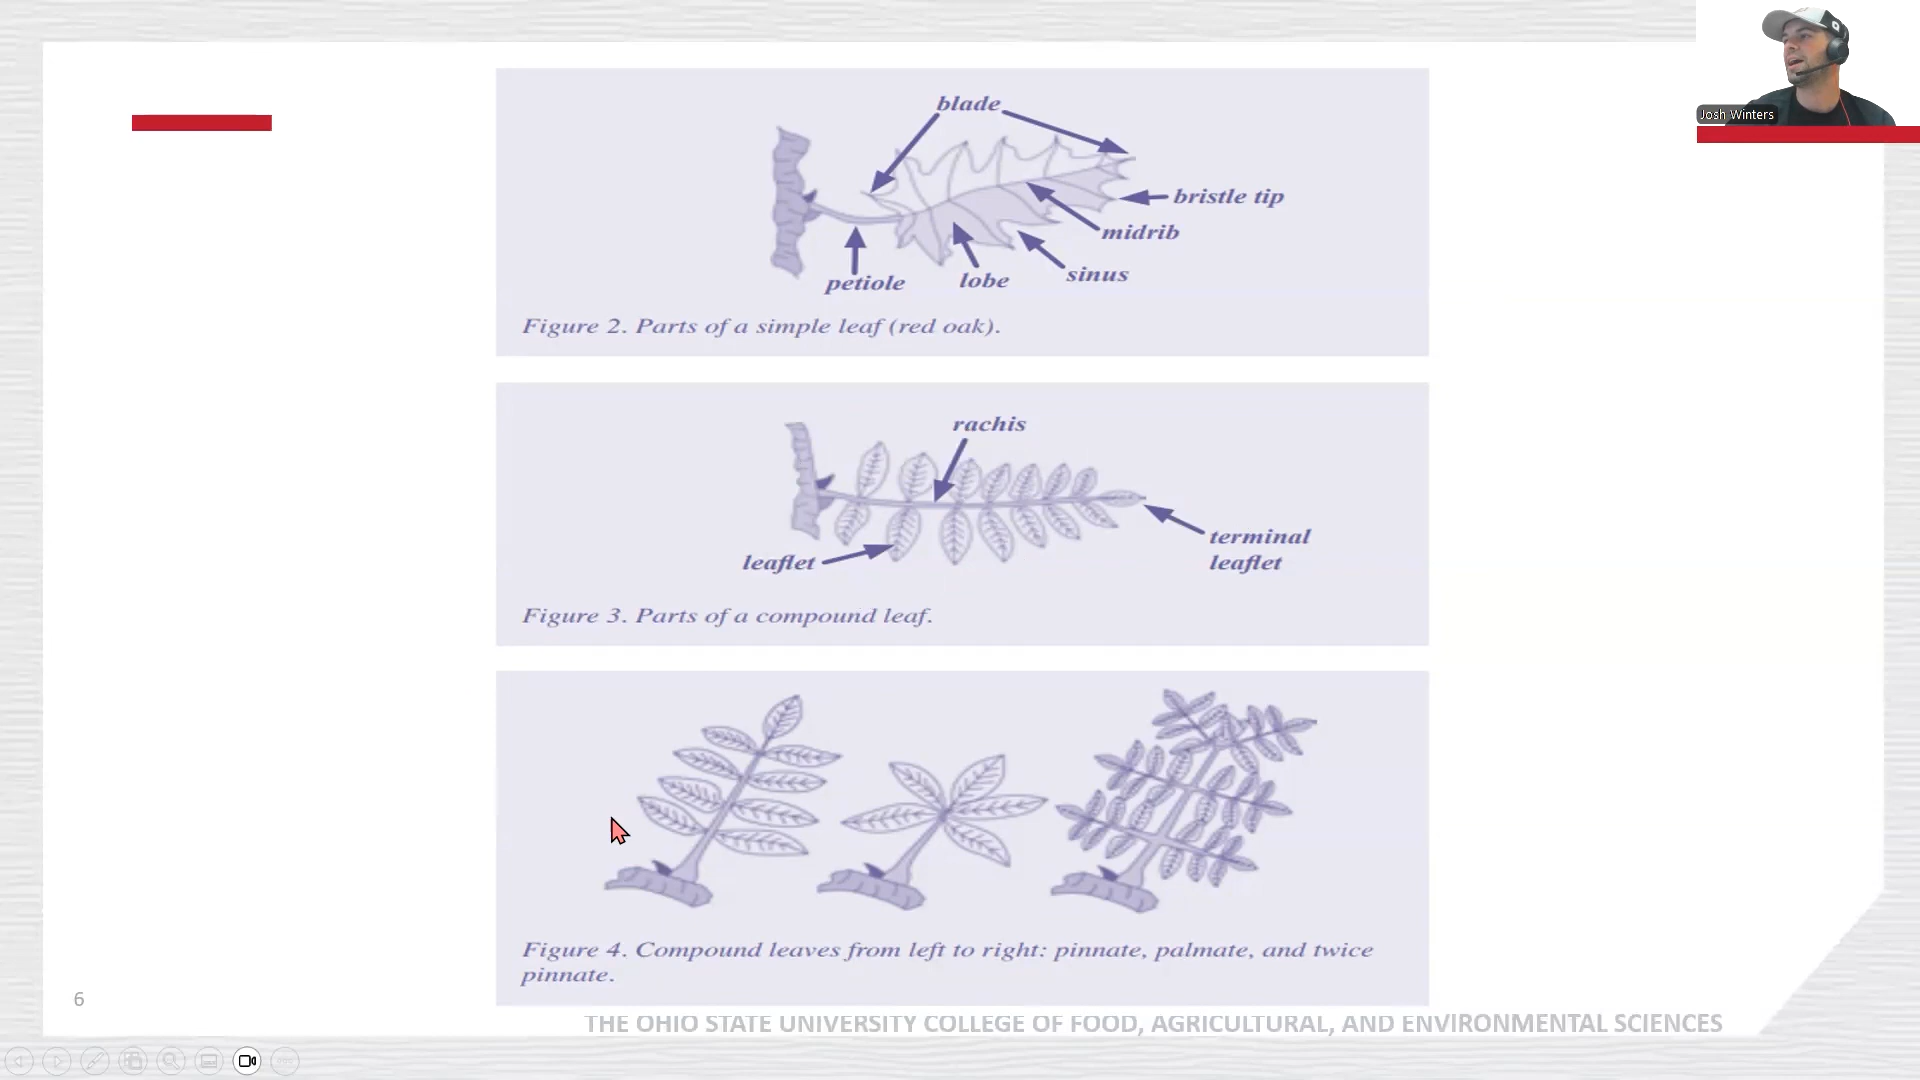 Josh Winters
blade
bristle tip
midrib
sinus
lobe
petiole
Figure 2. Parts of a simple leaf (red oak).
rachis
terminal
leaflet
leaflet
Figure 3. Parts of a compound leaf.
Figure 4. Compound leaves from left to right: pinnate, palmate, and twice
pinnate.
6
THE OHIO STATE UNIVERSITY COLLEGE OF FOOD, AGRICULTURAL, AND ENVIRONMENTAL SCIENCES